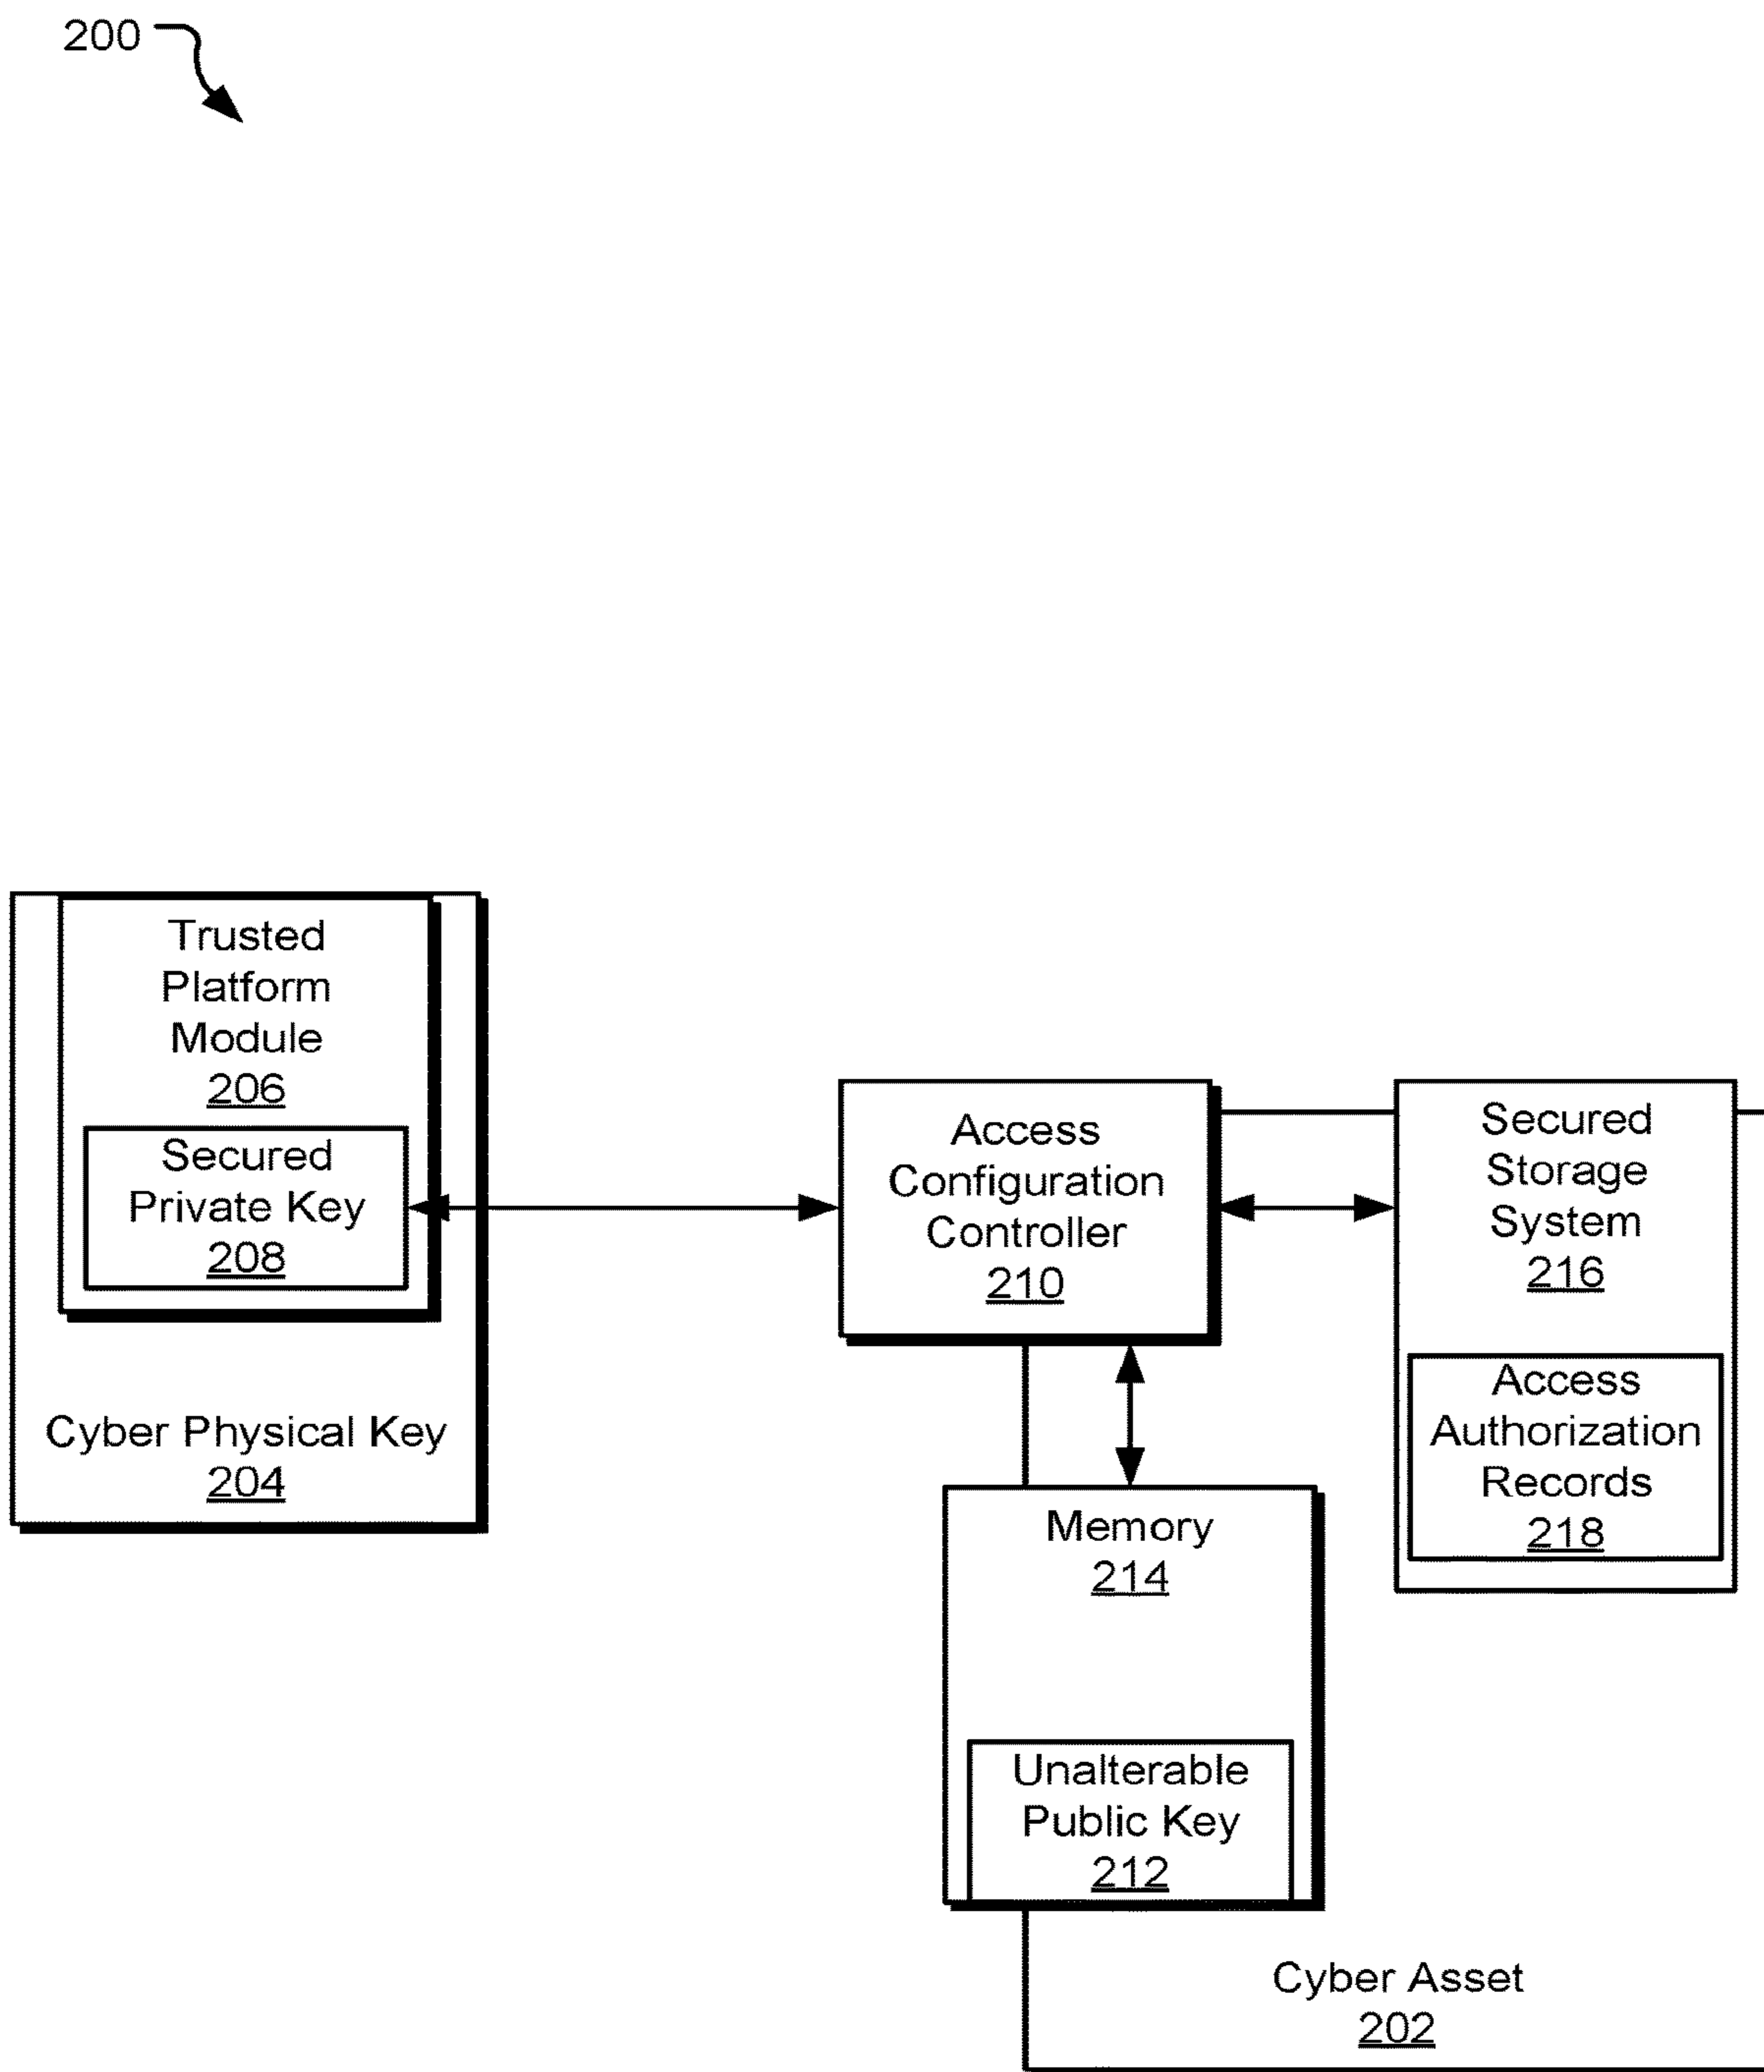 200
Trusted
Platform
Module
206
Secured
Private Key
208
Cyber Physical Key
204
Access
Configuration
Controller
210
Secured
Storage
System
216
Access
Authorization
Records
218
Memory
214
Unalterable
Public Key
212
Cyber Asset
202